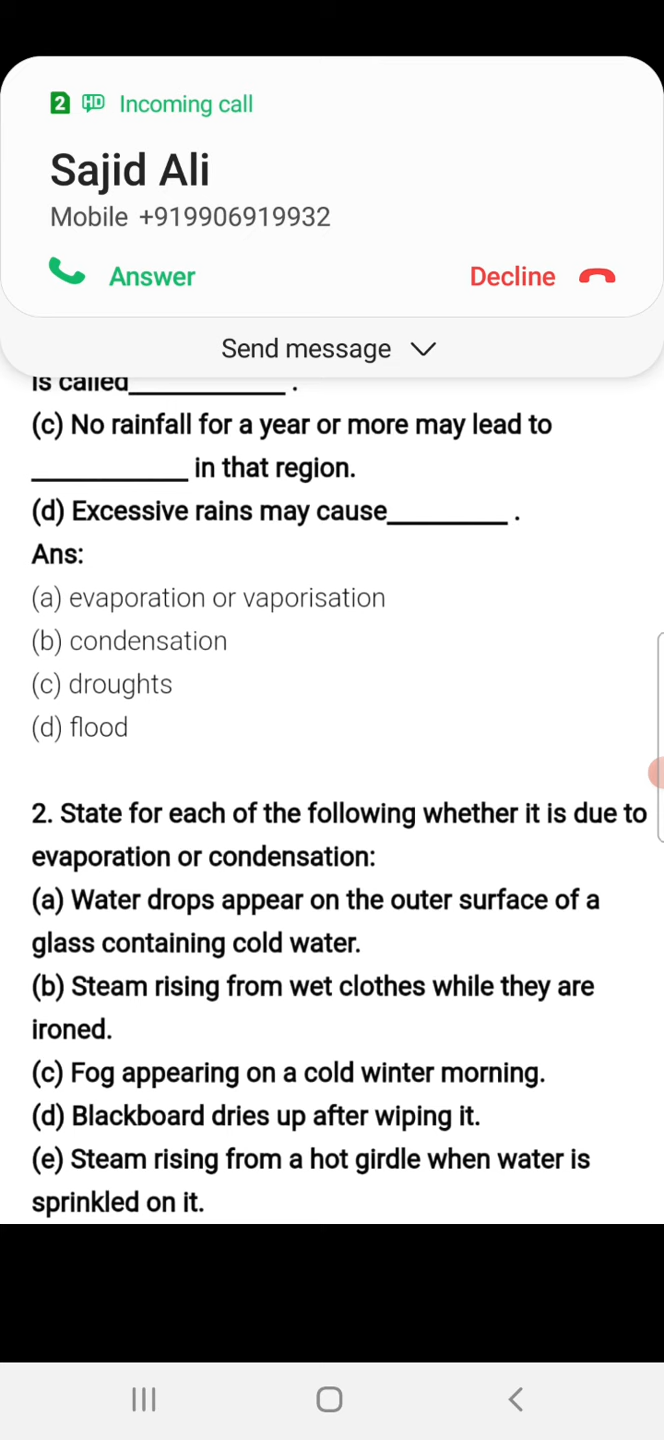 2 HD Incoming call
Sajid Ali
Mobile +919906919932
Answer Decline
Send message
is called____________ .
(c) No rainfall for a year or more may lead to
____________ in that region.
(d) Excessive rains may cause_________ .
Ans:
(a) evaporation or vaporisation
(b) condensation
(c) droughts
(d) flood
2. State for each of the following whether it is due to
evaporation or condensation:
(a) Water drops appear on the outer surface of a
glass containing cold water.
(b) Steam rising from wet clothes while they are
ironed.
(c) Fog appearing on a cold winter morning.
(d) Blackboard dries up after wiping it.
(e) Steam rising from a hot girdle when water is
sprinkled on it.